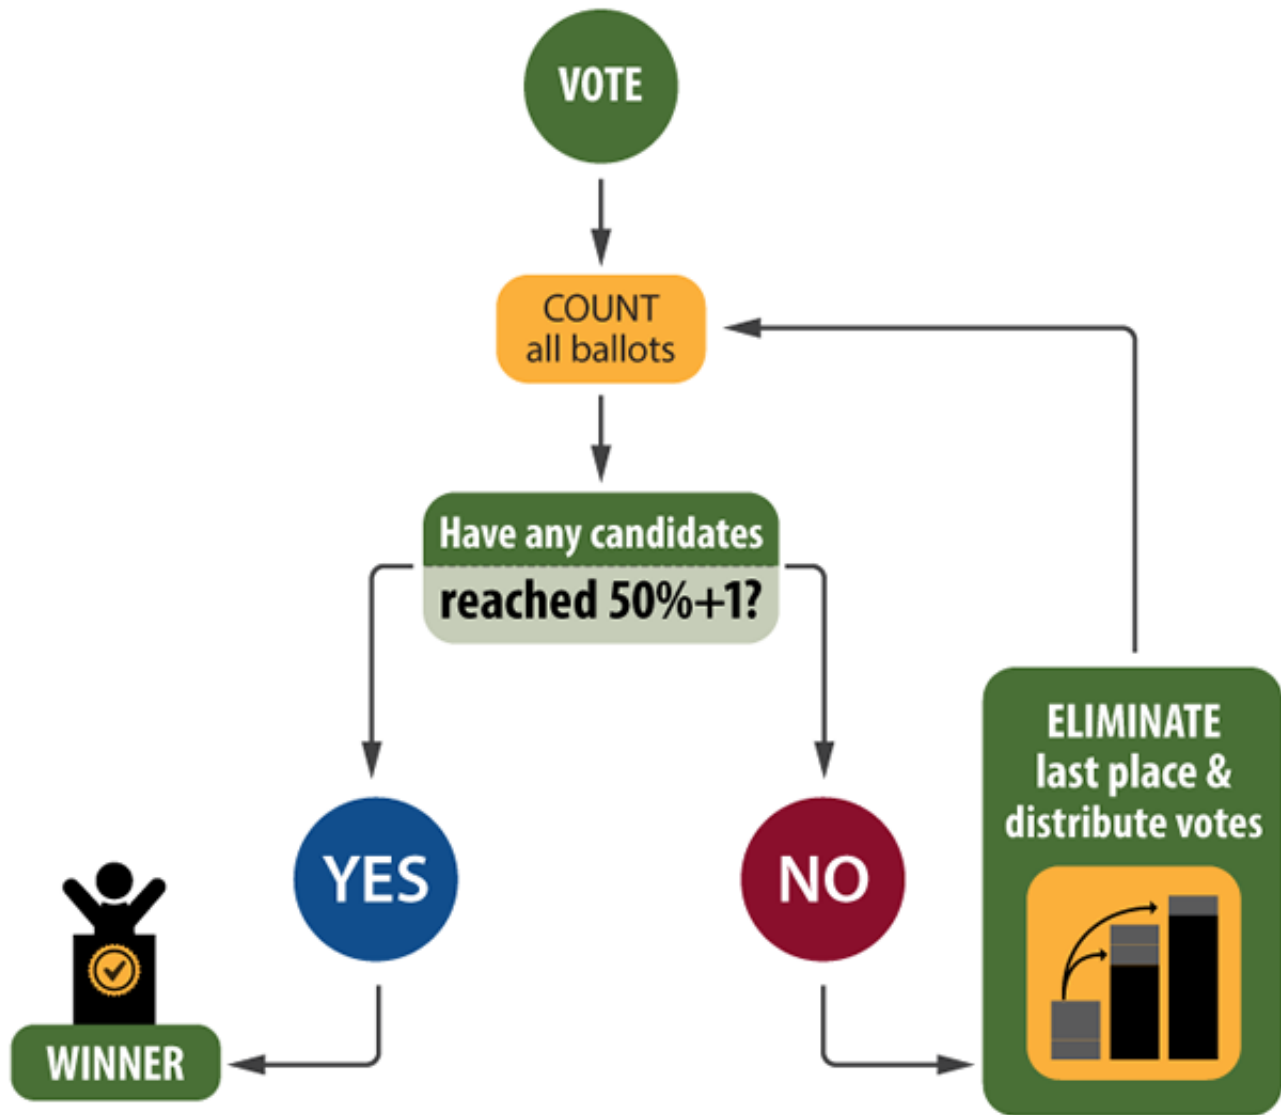 VOTE
COUNT
all ballots
Have any candidates
reached 50%+1?
YES
NO
ELIMINATE
last place &
distribute votes
WINNER